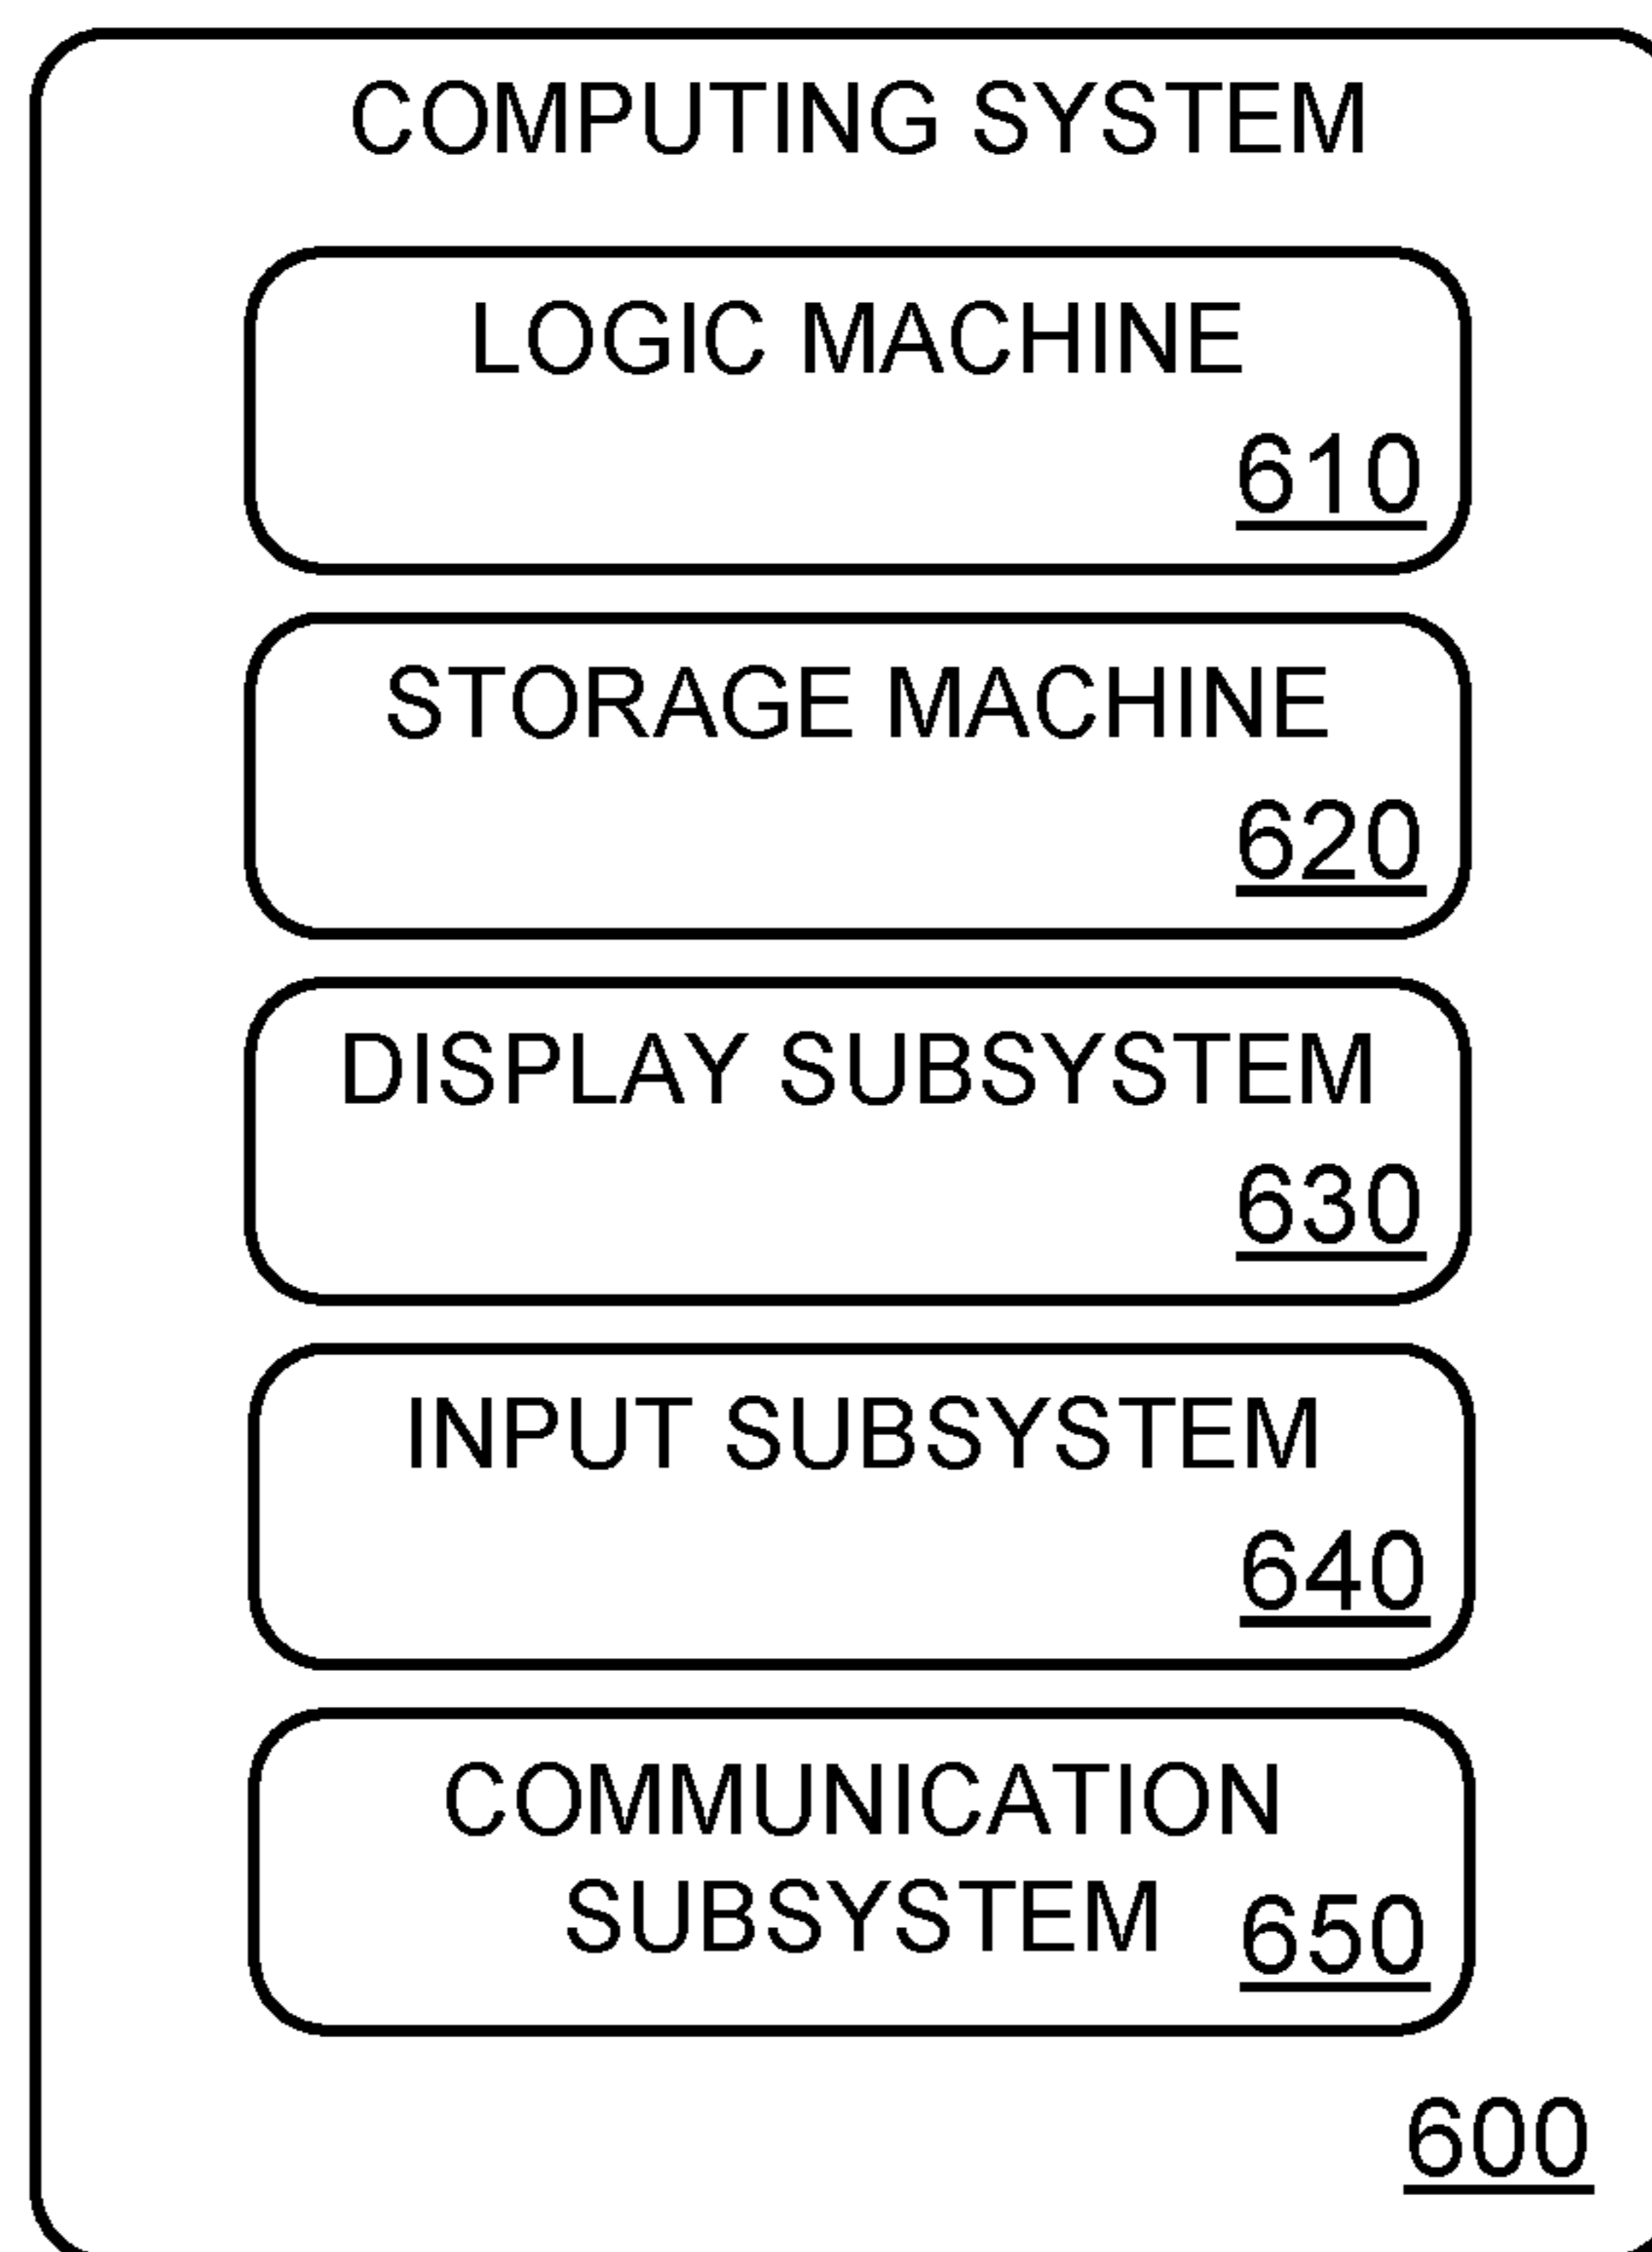 COMPUTING SYSTEM
LOGIC MACHINE
610
STORAGE MACHINE
620
DISPLAY SUBSYSTEM
630
INPUT SUBSYSTEM
640
COMMUNICATION
SUBSYSTEM 650
600